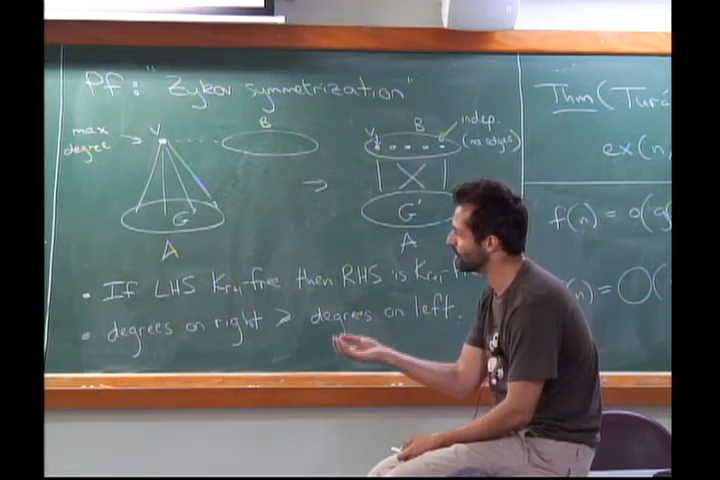 Pf: "Zykov symmetrization"
max degree
v
B
G
A
→
v
B
indep. (no edges)
G'
A
• If LHS K_{r+1}-free then RHS is K_{r+1}-f
• degrees on right ≥ degrees on left.
Thm (Turá
ex(n,
f(n) = o(g
(n) = O(